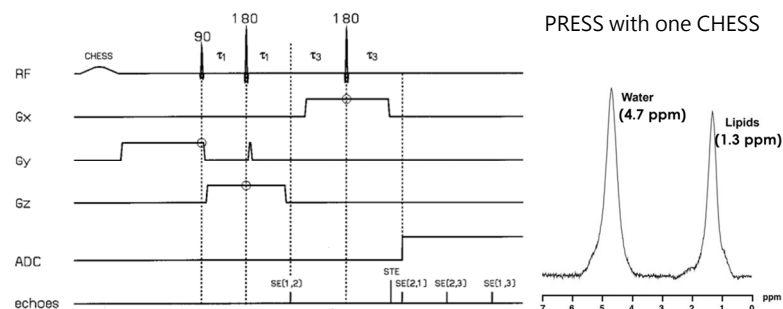 PRESS with one CHESS
90
180
180
CHESS
τ1
τ1
τ3
τ3
RF
Gx
Gy
Gz
ADC
echoes
SE(1,2)
STE
SE(2,1)
SE(2,3)
SE(1,3)
Water
(4.7 ppm)
Lipids
(1.3 ppm)
7 6 5 4 3 2 1 0 ppm